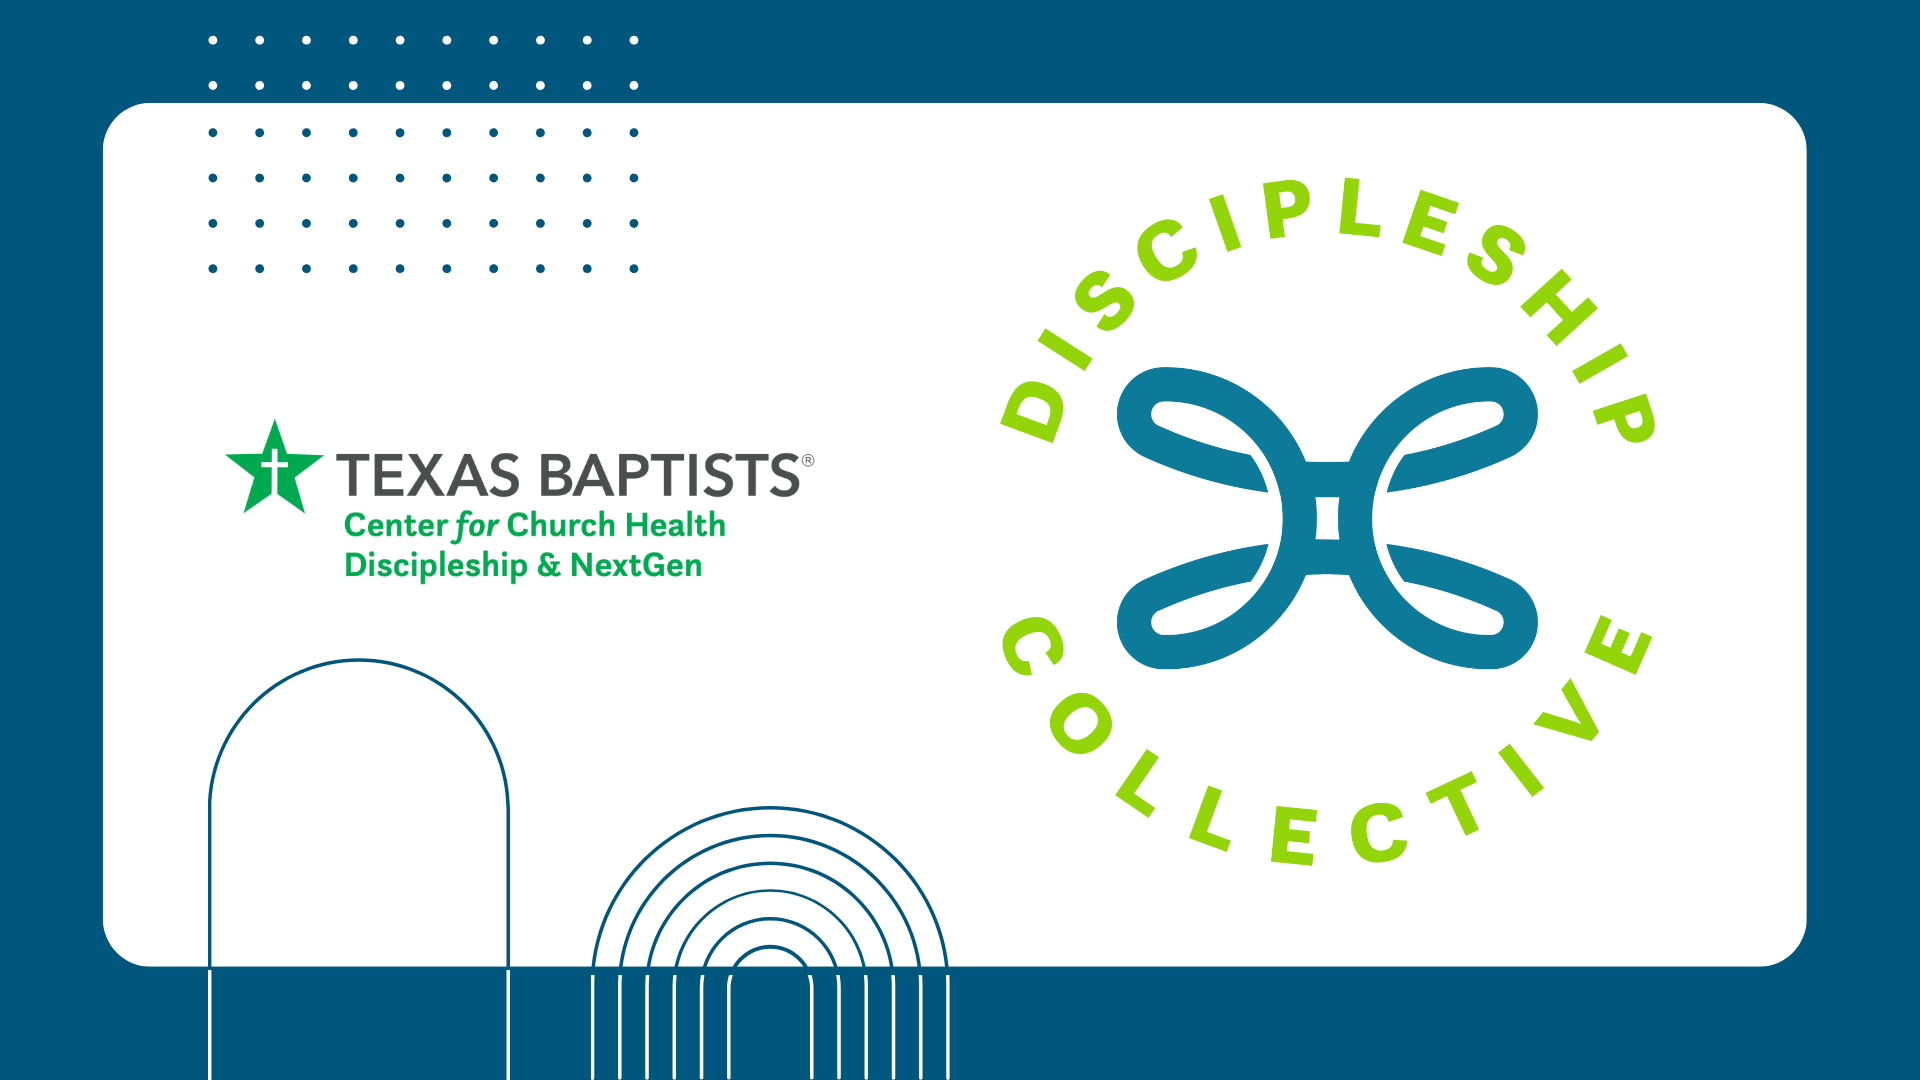 TEXAS BAPTISTS®
Center for Church Health
Discipleship & NextGen
DISCIPLESHIP
COLLECTIVE